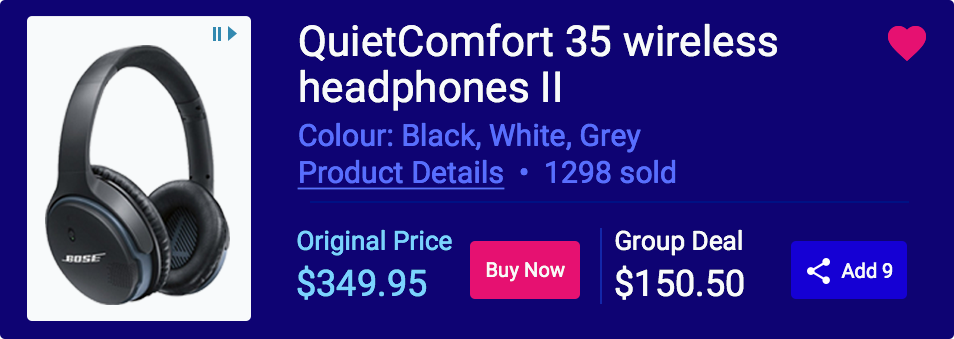 QuietComfort 35 wireless
headphones II
Colour: Black, White, Grey
Product Details • 1298 sold
BOSE
Original Price
$349.95
Buy Now
Group Deal
$150.50
Add 9